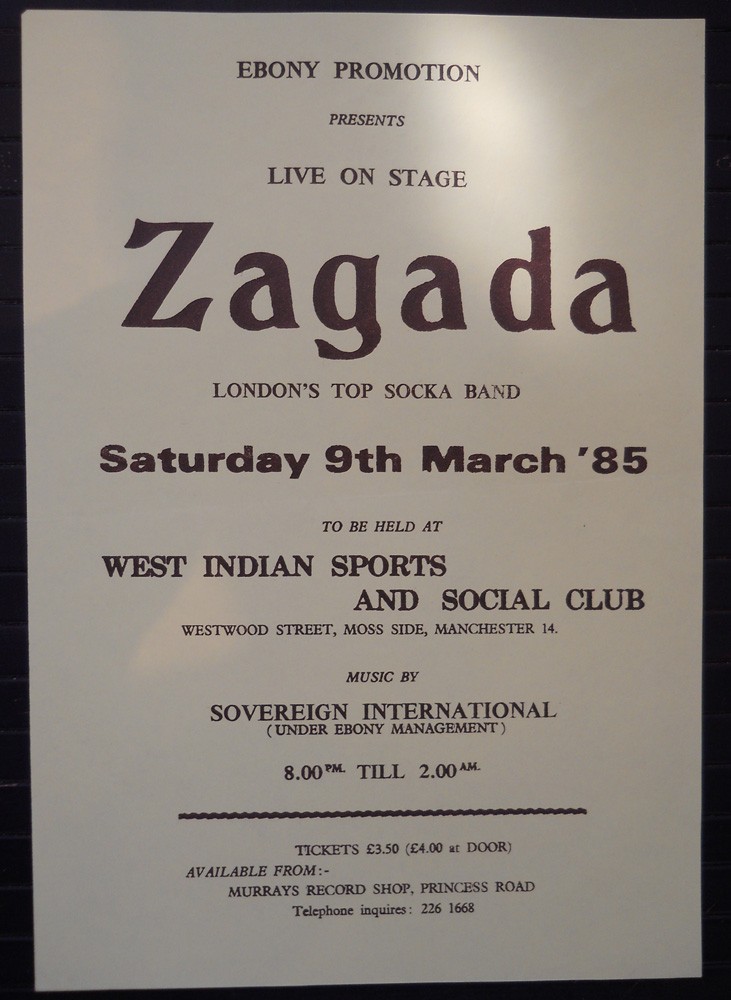 EBONY PROMOTION
PRESENTS
LIVE ON STAGE
Zagada
LONDON'S TOP SOCKA BAND
Saturday 9th March '85
TO BE HELD AT
WEST INDIAN SPORTS
AND SOCIAL CLUB
WESTWOOD STREET, MOSS SIDE, MANCHESTER 14.
MUSIC BY
SOVEREIGN INTERNATIONAL
(UNDER EBONY MANAGEMENT)
8.00PM. TILL 2.00AM.
TICKETS £3.50 (£4.00 at DOOR)
AVAILABLE FROM:-
MURRAYS RECORD SHOP, PRINCESS ROAD
Telephone inquires: 226 1668